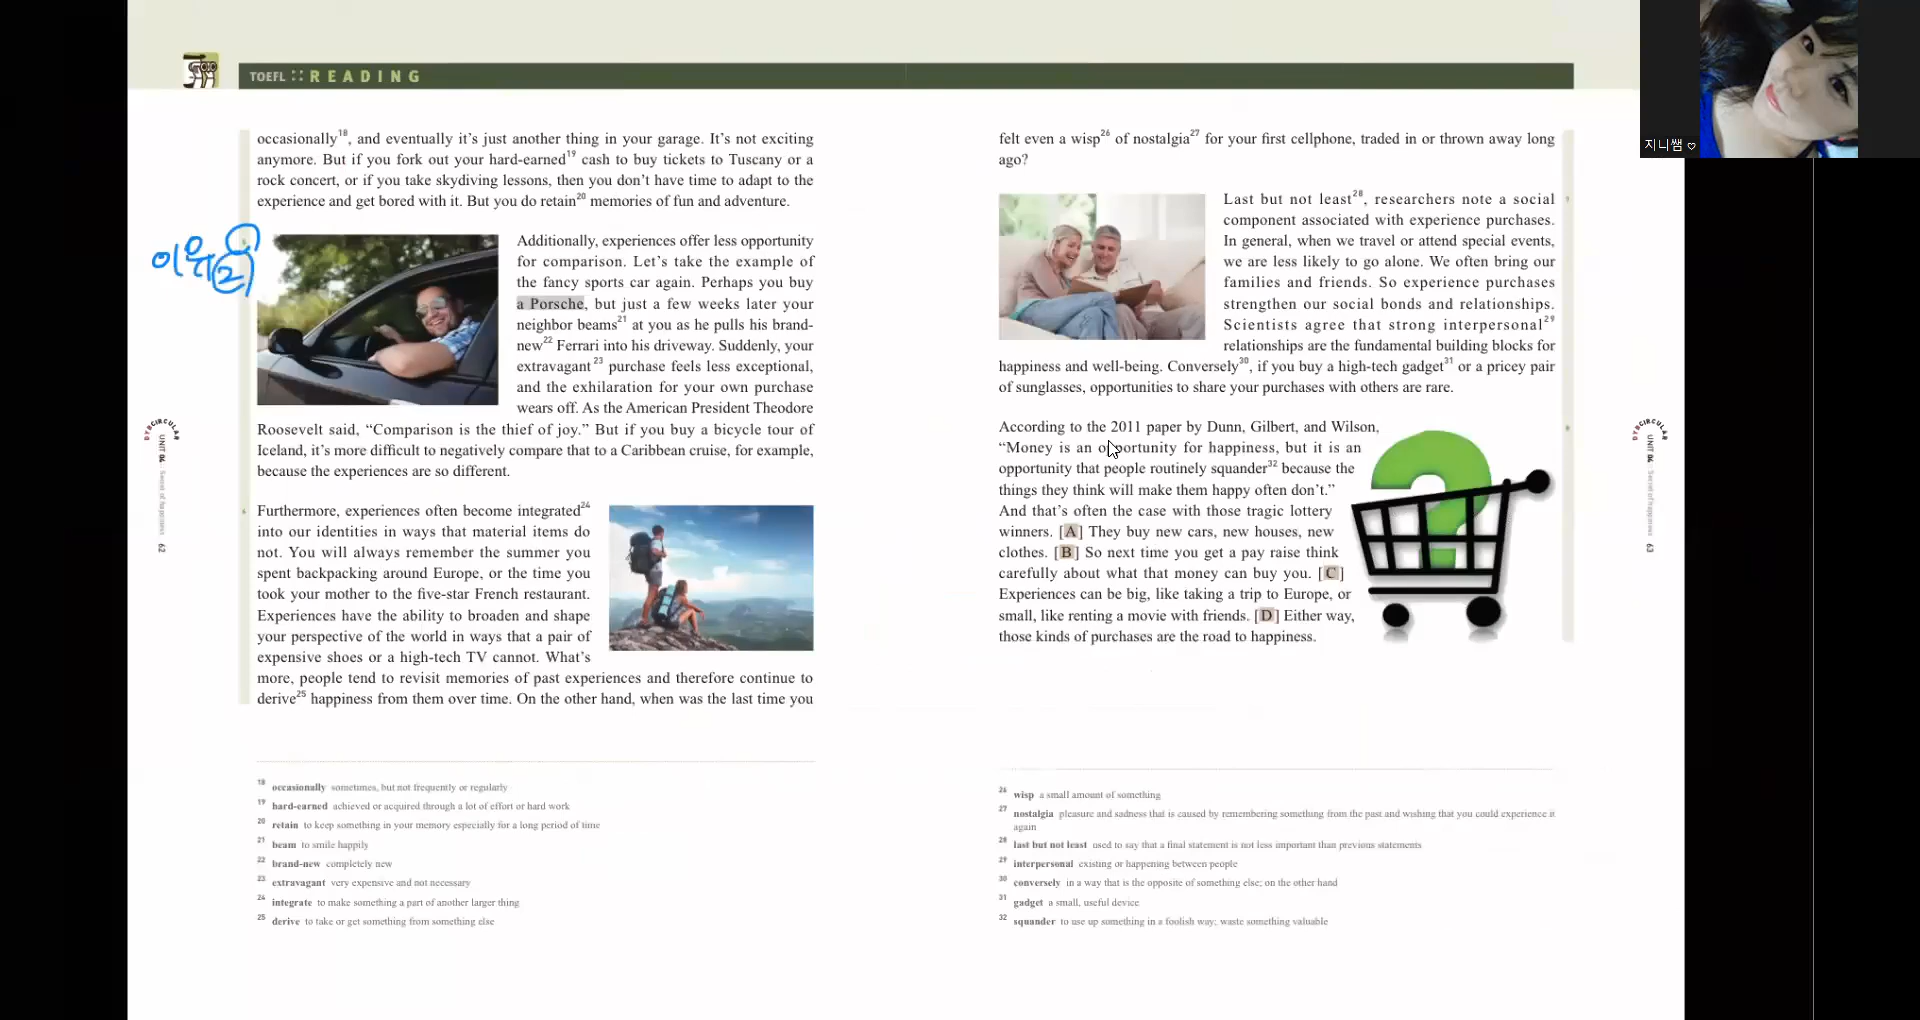 TOEFL :: READING
occasionally18, and eventually it’s just another thing in your garage. It’s not exciting
anymore. But if you fork out your hard-earned19 cash to buy tickets to Tuscany or a
rock concert, or if you take skydiving lessons, then you don’t have time to adapt to the
experience and get bored with it. But you do retain20 memories of fun and adventure.
이유②
5
Additionally, experiences offer less opportunity
for comparison. Let’s take the example of
the fancy sports car again. Perhaps you buy
a Porsche, but just a few weeks later your
neighbor beams21 at you as he pulls his brand-
new22 Ferrari into his driveway. Suddenly, your
extravagant23 purchase feels less exceptional,
and the exhilaration for your own purchase
wears off. As the American President Theodore
Roosevelt said, “Comparison is the thief of joy.” But if you buy a bicycle tour of
Iceland, it’s more difficult to negatively compare that to a Caribbean cruise, for example,
because the experiences are so different.
6
Furthermore, experiences often become integrated24
into our identities in ways that material items do
not. You will always remember the summer you
spent backpacking around Europe, or the time you
took your mother to the five-star French restaurant.
Experiences have the ability to broaden and shape
your perspective of the world in ways that a pair of
expensive shoes or a high-tech TV cannot. What’s
more, people tend to revisit memories of past experiences and therefore continue to
derive25 happiness from them over time. On the other hand, when was the last time you
18 occasionally sometimes, but not frequently or regularly
19 hard-earned achieved or acquired through a lot of effort or hard work
20 retain to keep something in your memory especially for a long period of time
21 beam to smile happily
22 brand-new completely new
23 extravagant very expensive and not necessary
24 integrate to make something a part of another larger thing
25 derive to take or get something from something else
DYBCIRCULAR
UNIT 04 Secret of happiness 62
felt even a wisp26 of nostalgia27 for your first cellphone, traded in or thrown away long
ago?
7
Last but not least28, researchers note a social
component associated with experience purchases.
In general, when we travel or attend special events,
we are less likely to go alone. We often bring our
families and friends. So experience purchases
strengthen our social bonds and relationships.
Scientists agree that strong interpersonal29
relationships are the fundamental building blocks for
happiness and well-being. Conversely30, if you buy a high-tech gadget31 or a pricey pair
of sunglasses, opportunities to share your purchases with others are rare.
8
According to the 2011 paper by Dunn, Gilbert, and Wilson,
“Money is an opportunity for happiness, but it is an
opportunity that people routinely squander32 because the
things they think will make them happy often don’t.”
And that’s often the case with those tragic lottery
winners. [A] They buy new cars, new houses, new
clothes. [B] So next time you get a pay raise think
carefully about what that money can buy you. [C]
Experiences can be big, like taking a trip to Europe, or
small, like renting a movie with friends. [D] Either way,
those kinds of purchases are the road to happiness.
26 wisp a small amount of something
27 nostalgia pleasure and sadness that is caused by remembering something from the past and wishing that you could experience it
again
28 last but not least used to say that a final statement is not less important than previous statements
29 interpersonal existing or happening between people
30 conversely in a way that is the opposite of something else; on the other hand
31 gadget a small, useful device
32 squander to use up something in a foolish way; waste something valuable
DYBCIRCULAR
UNIT 04 Secret of happiness 63
지니쌤 ♡